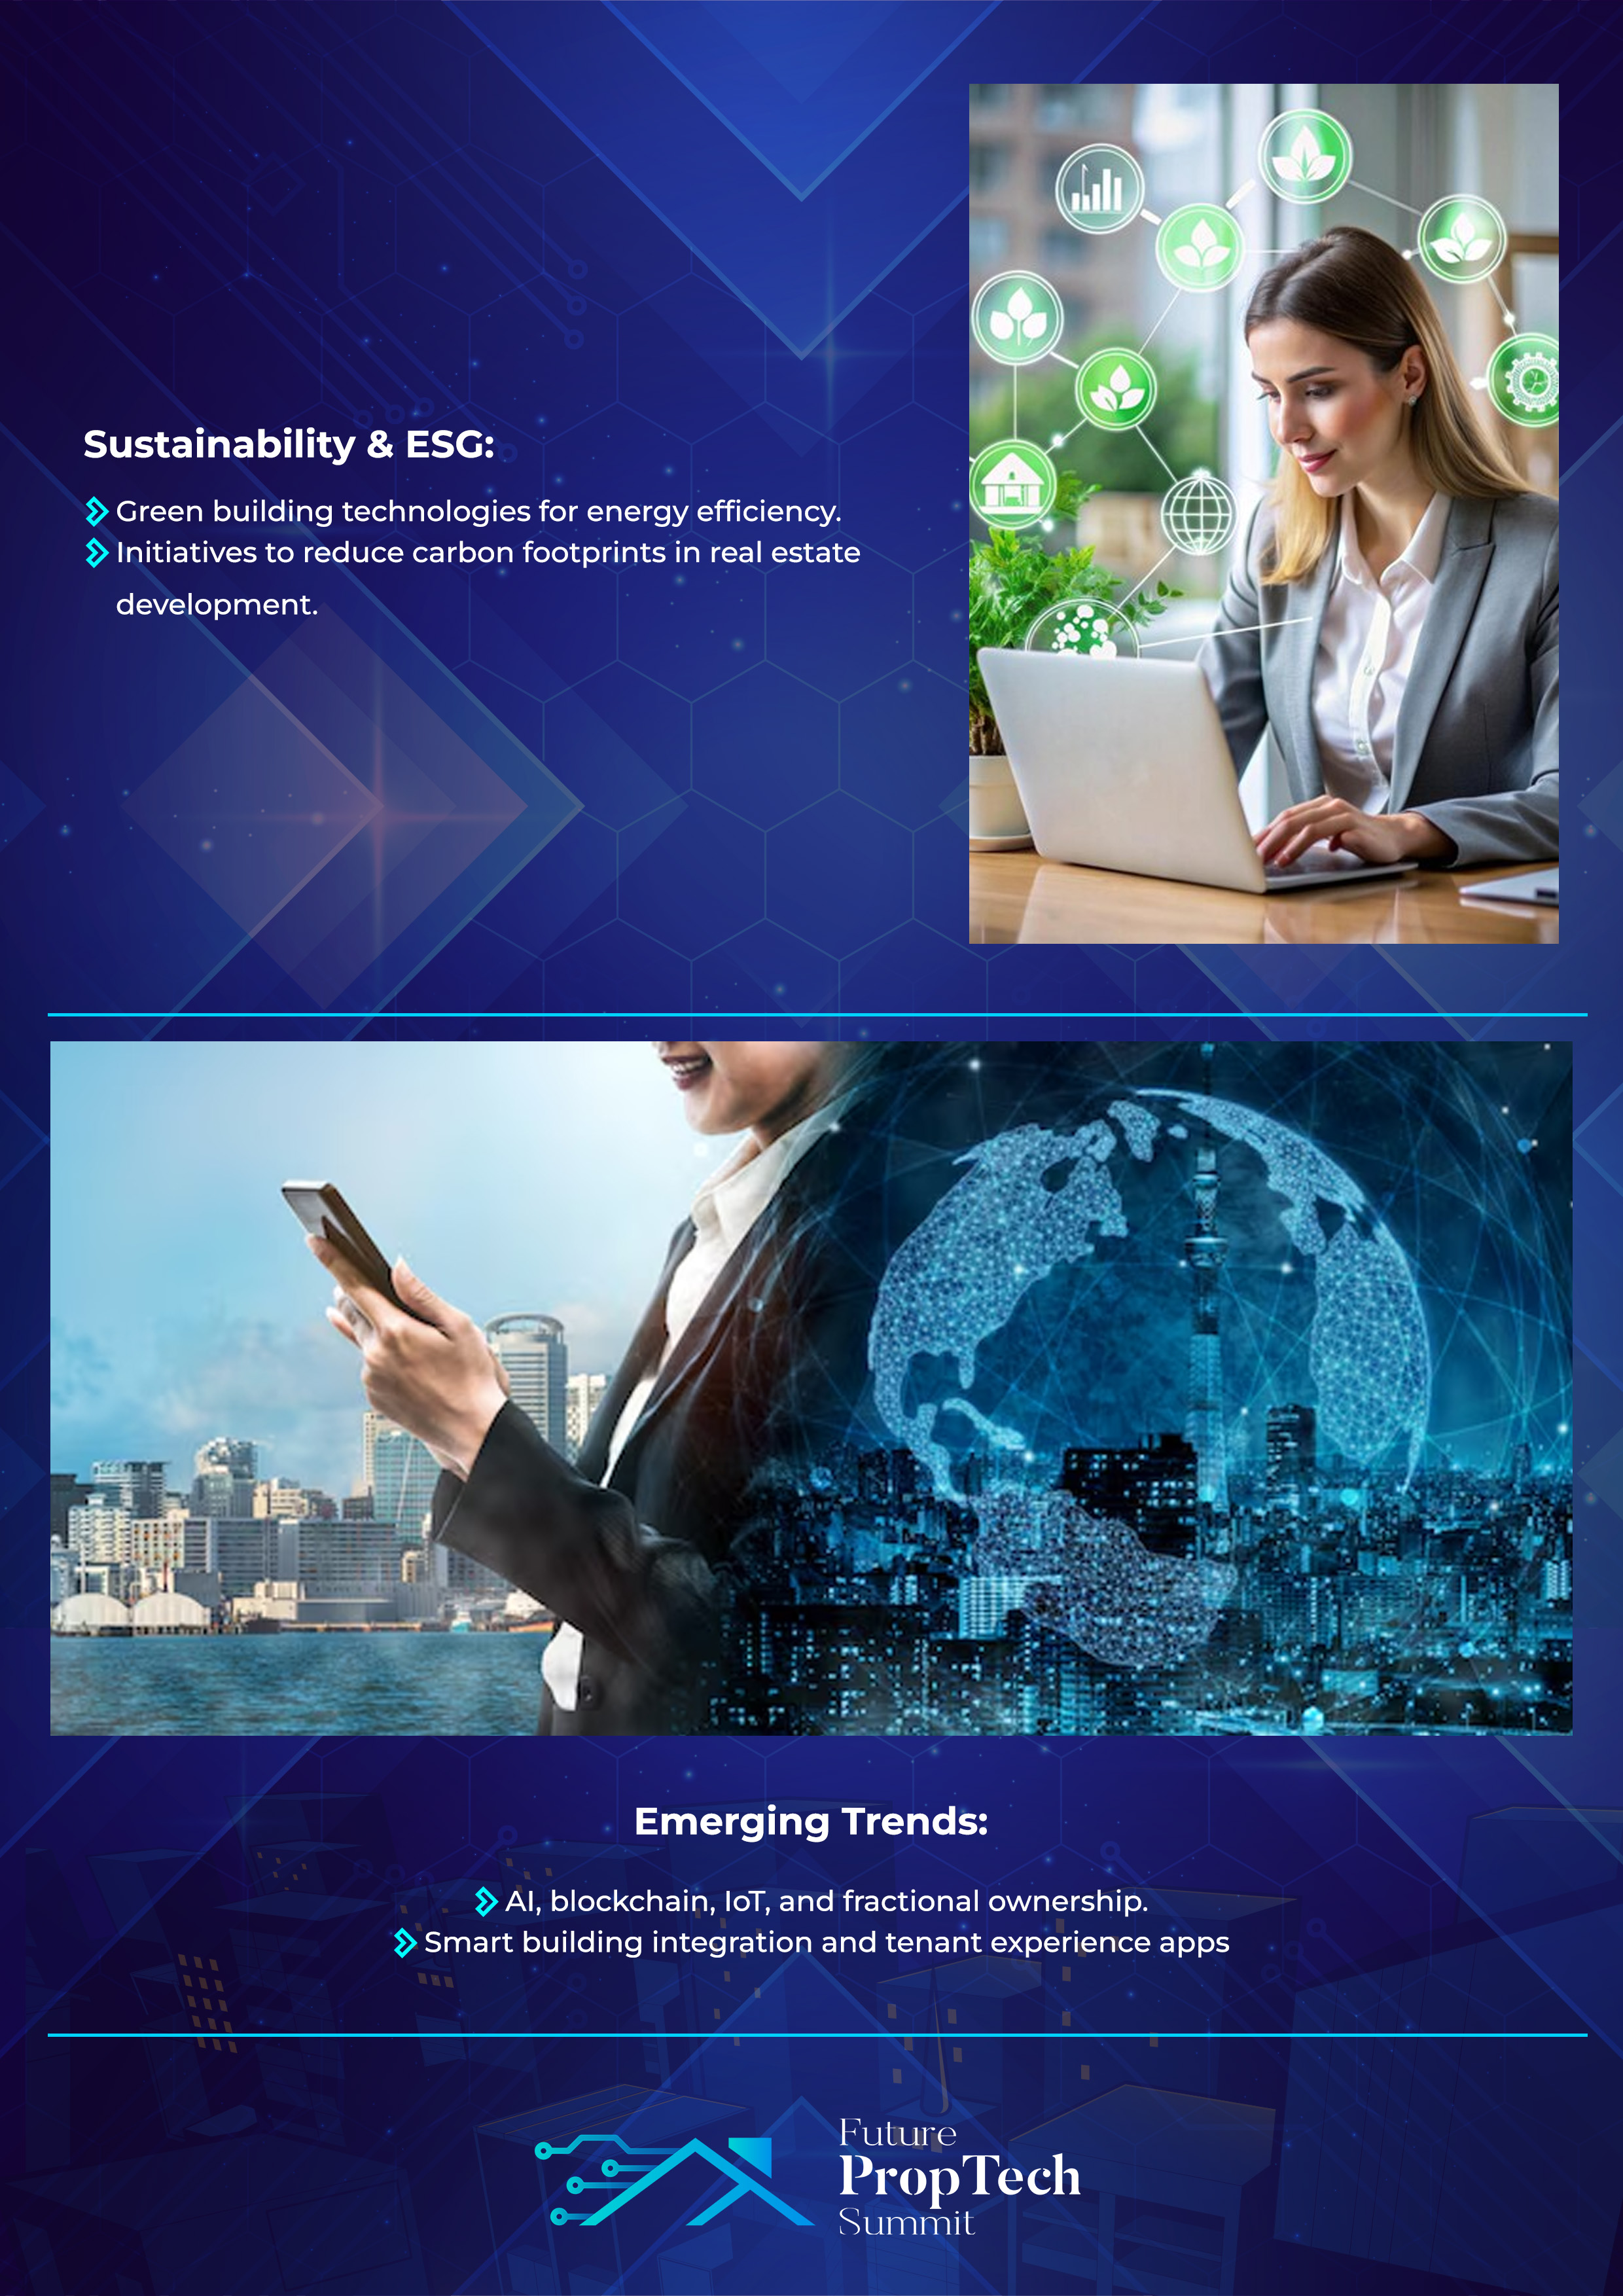 Sustainability & ESG:
Green building technologies for energy efficiency.
Initiatives to reduce carbon footprints in real estate
development.
Emerging Trends:
AI, blockchain, IoT, and fractional ownership.
Smart building integration and tenant experience apps
Future
PropTech
Summit